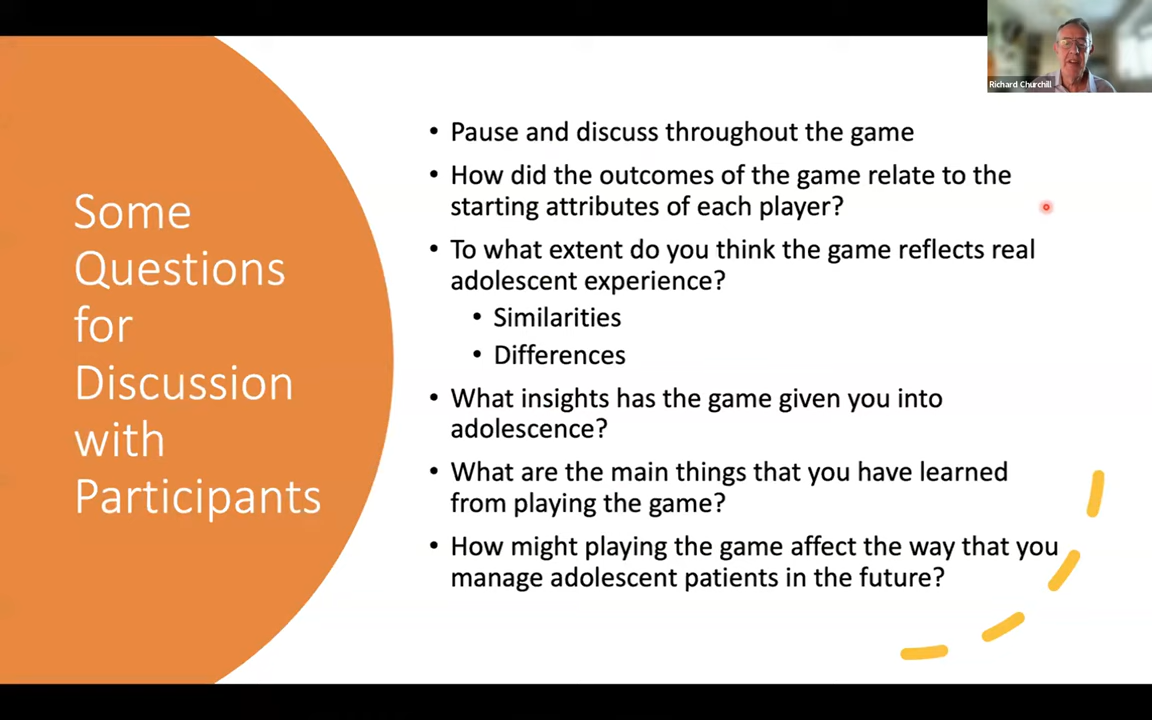 Richard Churchill
Some
Questions
for
Discussion
with
Participants
• Pause and discuss throughout the game
• How did the outcomes of the game relate to the
starting attributes of each player?
• To what extent do you think the game reflects real
adolescent experience?
• Similarities
• Differences
• What insights has the game given you into
adolescence?
• What are the main things that you have learned
from playing the game?
• How might playing the game affect the way that you
manage adolescent patients in the future?